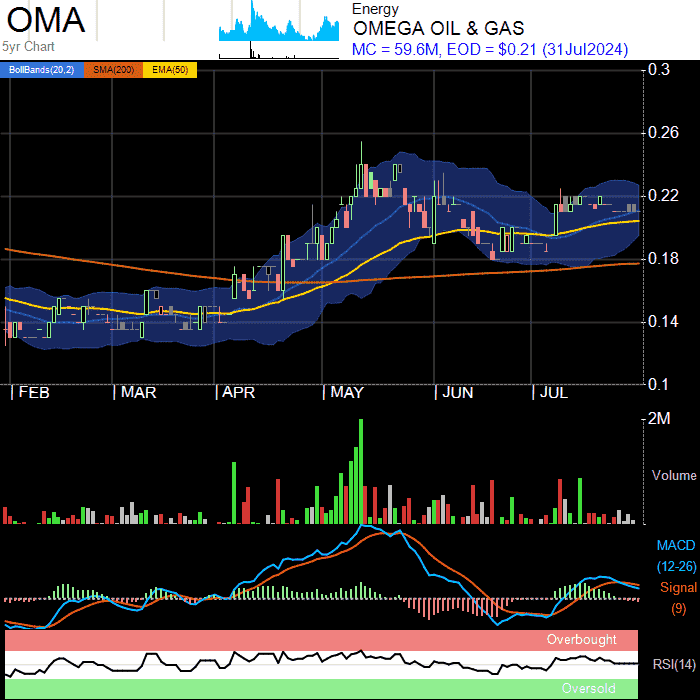 OMA
5yr Chart
Energy
OMEGA OIL & GAS
MC = 59.6M, EOD = $0.21 (31Jul2024)
BollBands(20,2) SMA(200) EMA(50)
0.3
0.26
0.22
0.18
0.14
0.1
FEB MAR APR MAY JUN JUL
2M
Volume
MACD
(12-26)
Signal
(9)
Overbought
RSI(14)
Oversold